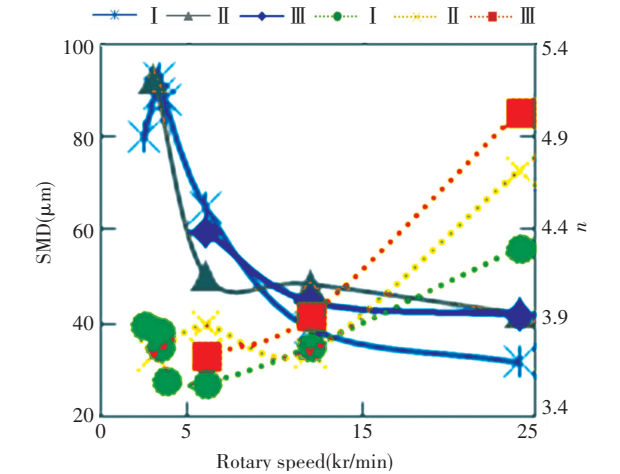 Ⅰ Ⅱ Ⅲ Ⅰ Ⅱ Ⅲ
100 5.4
80 4.9
60 4.4
40 3.9
20 3.4
SMD(μm)
n
0 5 15 25
Rotary speed(kr/min)